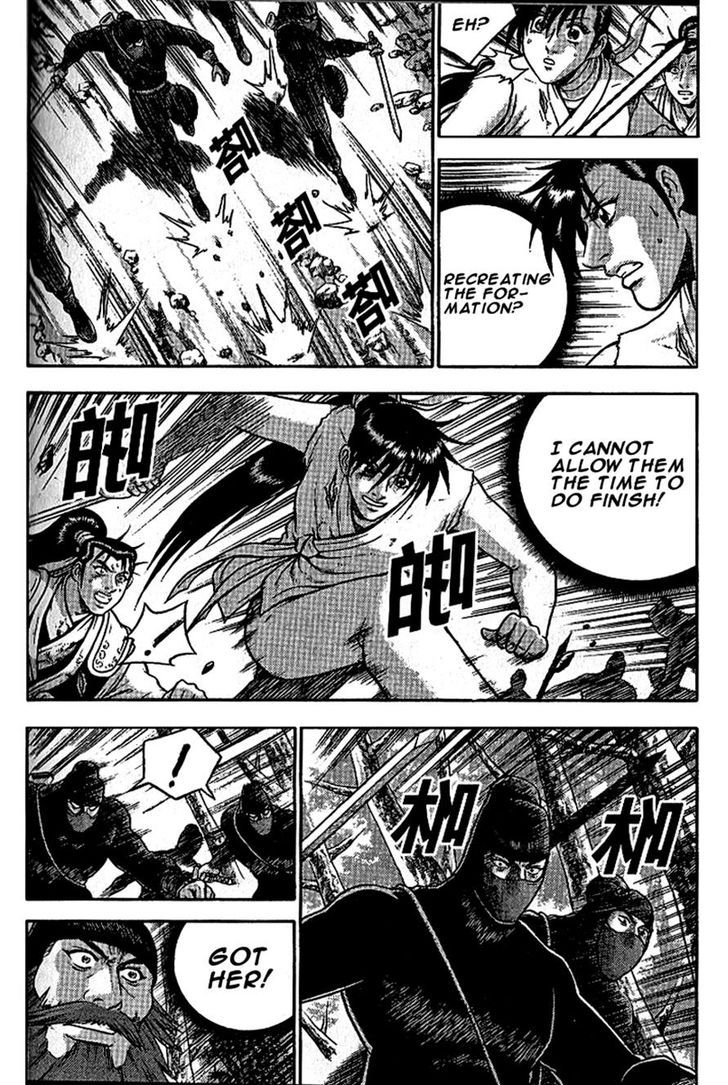 EH?
RECREATING
THE FOR-
MATION?
I CANNOT
ALLOW THEM
THE TIME TO
DO FINISH!
!
!
GOT
HER!